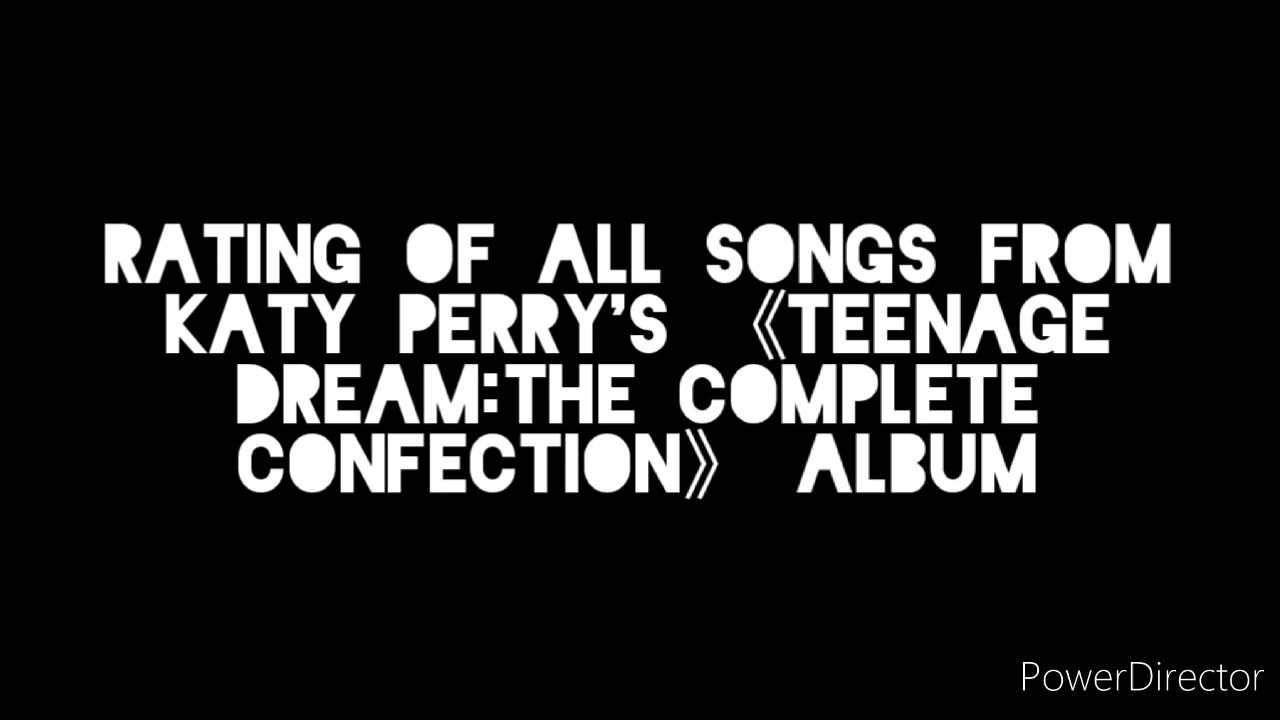 RATING OF ALL SONGS FROM
KATY PERRY'S 《TEENAGE
DREAM:THE COMPLETE
CONFECTION》 ALBUM
PowerDirector